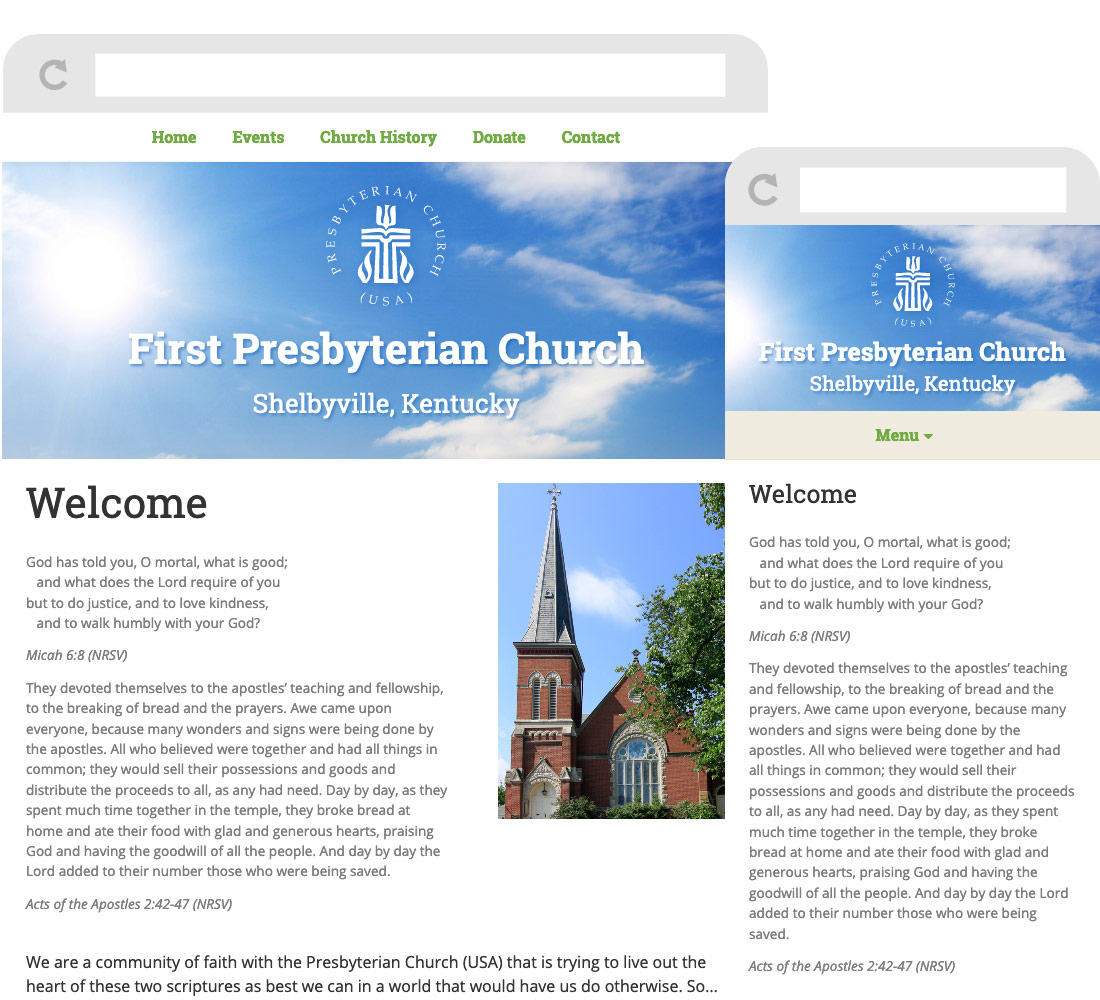 Home Events Church History Donate Contact
PRESBYTERIAN CHURCH
(USA)
First Presbyterian Church
Shelbyville, Kentucky
Welcome
God has told you, O mortal, what is good;
and what does the Lord require of you
but to do justice, and to love kindness,
and to walk humbly with your God?
Micah 6:8 (NRSV)
They devoted themselves to the apostles’ teaching and fellowship,
to the breaking of bread and the prayers. Awe came upon
everyone, because many wonders and signs were being done by
the apostles. All who believed were together and had all things in
common; they would sell their possessions and goods and
distribute the proceeds to all, as any had need. Day by day, as they
spent much time together in the temple, they broke bread at
home and ate their food with glad and generous hearts, praising
God and having the goodwill of all the people. And day by day the
Lord added to their number those who were being saved.
Acts of the Apostles 2:42-47 (NRSV)
We are a community of faith with the Presbyterian Church (USA) that is trying to live out the
heart of these two scriptures as best we can in a world that would have us do otherwise. So...
PRESBYTERIAN CHURCH
(USA)
First Presbyterian Church
Shelbyville, Kentucky
Menu
Welcome
God has told you, O mortal, what is good;
and what does the Lord require of you
but to do justice, and to love kindness,
and to walk humbly with your God?
Micah 6:8 (NRSV)
They devoted themselves to the apostles’ teaching
and fellowship, to the breaking of bread and the
prayers. Awe came upon everyone, because many
wonders and signs were being done by the
apostles. All who believed were together and had
all things in common; they would sell their
possessions and goods and distribute the proceeds
to all, as any had need. Day by day, as they spent
much time together in the temple, they broke
bread at home and ate their food with glad and
generous hearts, praising God and having the
goodwill of all the people. And day by day the Lord
added to their number those who were being
saved.
Acts of the Apostles 2:42-47 (NRSV)